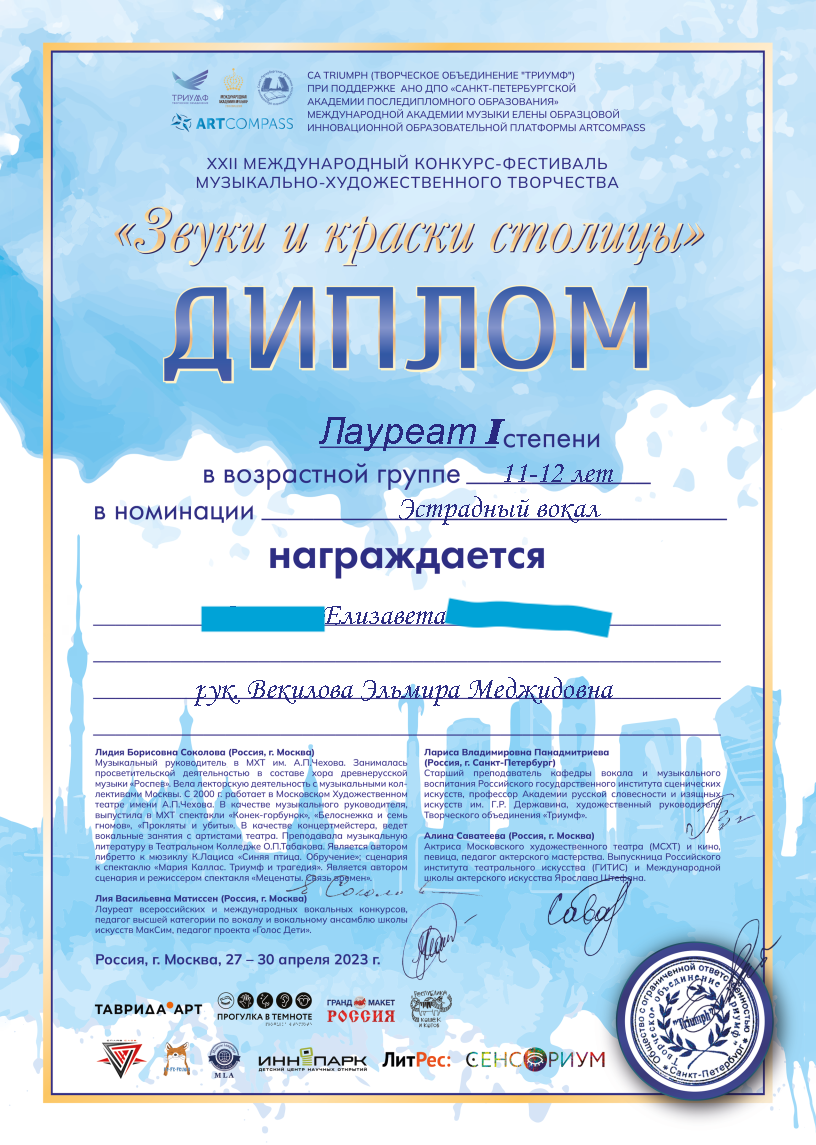 СА TRIUMPH (ТВОРЧЕСКОЕ ОБЪЕДИНЕНИЕ "ТРИУМФ")
ПРИ ПОДДЕРЖКЕ АНО ДПО «САНКТ-ПЕТЕРБУРГСКОЙ
АКАДЕМИИ ПОСЛЕДИПЛОМНОГО ОБРАЗОВАНИЯ»
МЕЖДУНАРОДНОЙ АКАДЕМИИ МУЗЫКИ ЕЛЕНЫ ОБРАЗЦОВОЙ
ИННОВАЦИОННОЙ ОБРАЗОВАТЕЛЬНОЙ ПЛАТФОРМЫ ARTCOMPASS
ТРИУМФ
ARTCOMPASS
XXII МЕЖДУНАРОДНЫЙ КОНКУРС-ФЕСТИВАЛЬ
МУЗЫКАЛЬНО-ХУДОЖЕСТВЕННОГО ТВОРЧЕСТВА
«Звуки и краски столицы»
ДИПЛОМ
Лауреат I степени
в возрастной группе 11-12 лет
в номинации Эстрадный вокал
награждается
Елизавета
рук. Векилова Эльмира Меджидовна
Лидия Борисовна Соколова (Россия, г. Москва)
Музыкальный руководитель в МХТ им. А.П.Чехова. Занималась
просветительской деятельностью в составе хора древнерусской
музыки «Роспев». Вела лекторскую деятельность с музыкальными кол-
лективами Москвы. С 2000 г работает в Московском Художественном
театре имени А.П.Чехова. В качестве музыкального руководителя,
выпустила в МХТ спектакли «Конек-горбунок», «Белоснежка и семь
гномов», «Прокляты и убиты». В качестве концертмейстера, ведет
вокальные занятия с артистами театра. Преподавала музыкальную
литературу в Театральном Колледже О.П.Табакова. Является автором
либретто к мюзиклу К.Лациса «Синяя птица. Обручение»; сценария
к спектаклю «Мария Каллас. Триумф и трагедия». Является автором
сценария и режиссером спектакля «Меценаты. Связь времен».
Лия Васильевна Матиссен (Россия, г. Москва)
Лауреат всероссийских и международных вокальных конкурсов,
педагог высшей категории по вокалу и вокальному ансамблю школы
искусств МакСим, педагог проекта «Голос Дети».
Лариса Владимировна Панадмитриева
(Россия, г. Санкт-Петербург)
Старший преподаватель кафедры вокала и музыкального
воспитания Российского государственного института сценических
искусств, профессор Академии русской словесности и изящных
искусств им. Г.Р. Державина, художественный руководитель
Творческого объединения «Триумф».
Алина Саватеева (Россия, г. Москва)
Актриса Московского художественного театра (МСХТ) и кино,
певица, педагог актерского мастерства. Выпускница Российского
института театрального искусства (ГИТИС) и Международной
школы актерского искусства Ярослава Штефана.
Россия, г. Москва, 27 – 30 апреля 2023 г.
ТАВРИДА АРТ
ПРОГУЛКА В ТЕМНОТЕ
ГРАНД МАКЕТ
РОССИЯ
MLA
ИННОПАРК
ДЕТСКИЙ ЦЕНТР НАУЧНЫХ ОТКРЫТИЙ
ЛитРес:
СЕНСОРИУМ
Общество с ограниченной ответственностью
Творческое объединение "Триумф"
"Triumph"
Санкт-Петербург